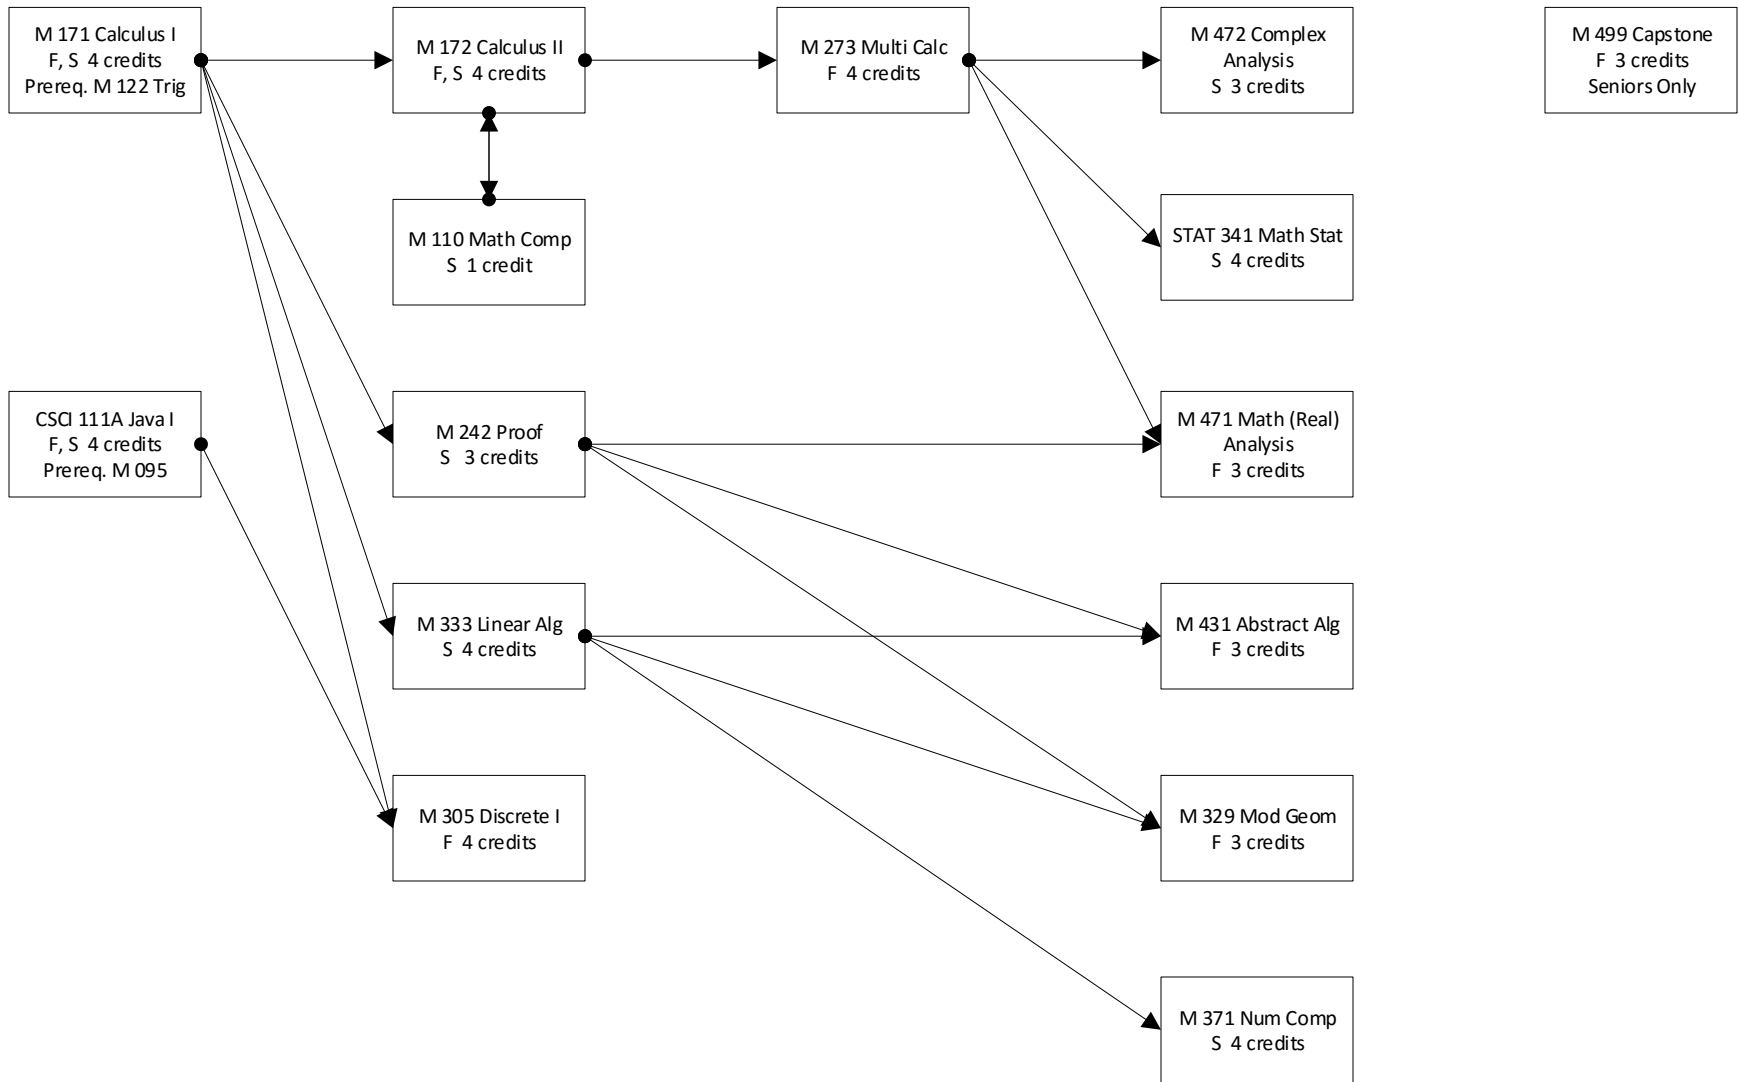 M 171 Calculus I
F, S 4 credits
Prereq. M 122 Trig
M 172 Calculus II
F, S 4 credits
M 273 Multi Calc
F 4 credits
M 472 Complex
Analysis
S 3 credits
M 499 Capstone
F 3 credits
Seniors Only
M 110 Math Comp
S 1 credit
STAT 341 Math Stat
S 4 credits
CSCI 111A Java I
F, S 4 credits
Prereq. M 095
M 242 Proof
S 3 credits
M 471 Math (Real)
Analysis
F 3 credits
M 333 Linear Alg
S 4 credits
M 431 Abstract Alg
F 3 credits
M 305 Discrete I
F 4 credits
M 329 Mod Geom
F 3 credits
M 371 Num Comp
S 4 credits